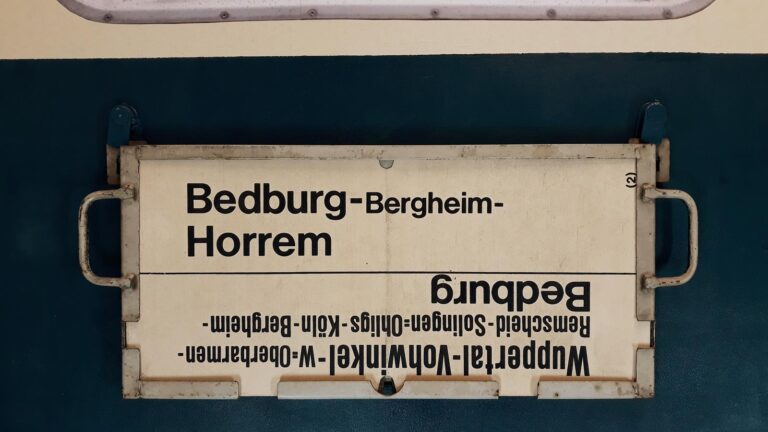 Bedburg-Bergheim-
Horrem
(2)
Wuppertal-Vohwinkel-W=Oberbarmen-
Remscheid-Solingen=Ohligs-Köln-Bergheim-
Bedburg